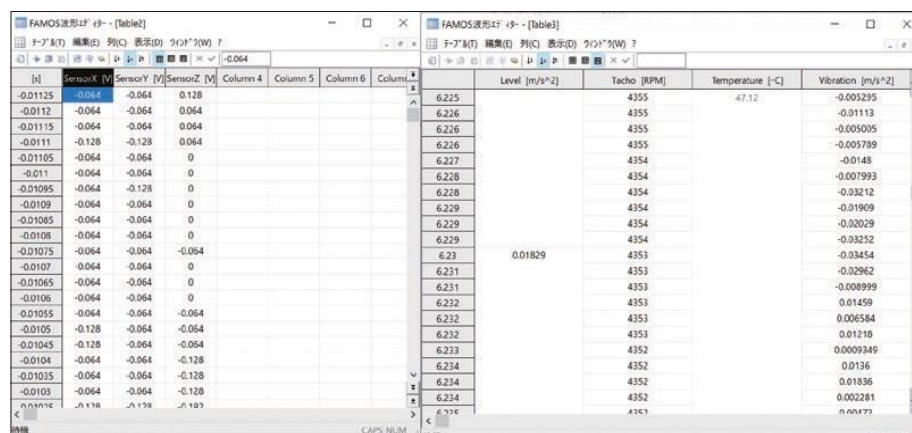 FAMOS波形ｴﾃﾞｨﾀｰ - [Table2]
ﾃｰﾌﾞﾙ(T) 編集(E) 列(C) 表示(D) ｳｨﾝﾄﾞｳ(W) ?
-0.064
[s] SensorX [V] SensorY [V] SensorZ [V] Column 4 Column 5 Column 6 Column
-0.01125 -0.064 -0.064 0.128
-0.0112 -0.064 -0.064 0.064
-0.01115 -0.064 -0.064 0.064
-0.0111 -0.128 -0.128 0.064
-0.01105 -0.064 -0.064 0
-0.011 -0.064 -0.064 0
-0.01095 -0.064 -0.128 0
-0.0109 -0.064 -0.064 0
-0.01085 -0.064 -0.064 0
-0.0108 -0.064 -0.064 0
-0.01075 -0.064 -0.064 -0.064
-0.0107 -0.064 -0.064 0
-0.01065 -0.064 -0.064 0
-0.0106 -0.064 -0.064 0
-0.01055 -0.064 -0.064 -0.064
-0.0105 -0.128 -0.064 -0.064
-0.01045 -0.128 -0.064 -0.064
-0.0104 -0.064 -0.064 -0.128
-0.01035 -0.064 -0.064 -0.128
-0.0103 -0.064 -0.064 -0.128
-0.01025 -0.128 -0.128 -0.192
待機 CAPS NUM
FAMOS波形ｴﾃﾞｨﾀｰ - [Table3]
ﾃｰﾌﾞﾙ(T) 編集(E) 列(C) 表示(D) ｳｨﾝﾄﾞｳ(W) ?
Level [m/s^2] Tacho [RPM] Temperature [~C] Vibration [m/s^2]
6.225 4355 47.12 -0.005295
6.226 4355 -0.01113
6.226 4355 -0.005005
6.226 4355 -0.005789
6.227 4354 -0.0148
6.228 4354 -0.007993
6.228 4354 -0.03212
6.229 4354 -0.01909
6.229 4354 -0.02029
6.229 4354 -0.03252
6.23 0.01829 4353 -0.03454
6.231 4353 -0.02962
6.231 4353 -0.008999
6.232 4353 0.01459
6.232 4353 0.006584
6.232 4353 0.01218
6.233 4352 0.0009349
6.234 4352 0.0136
6.234 4352 0.01836
6.234 4352 0.002281
6.235 4352 0.00472